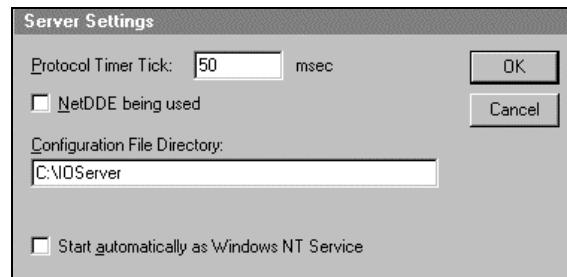 Server Settings
Protocol Timer Tick: 50 msec
OK
NetDDE being used
Cancel
Configuration File Directory:
C:\IOServer
Start automatically as Windows NT Service